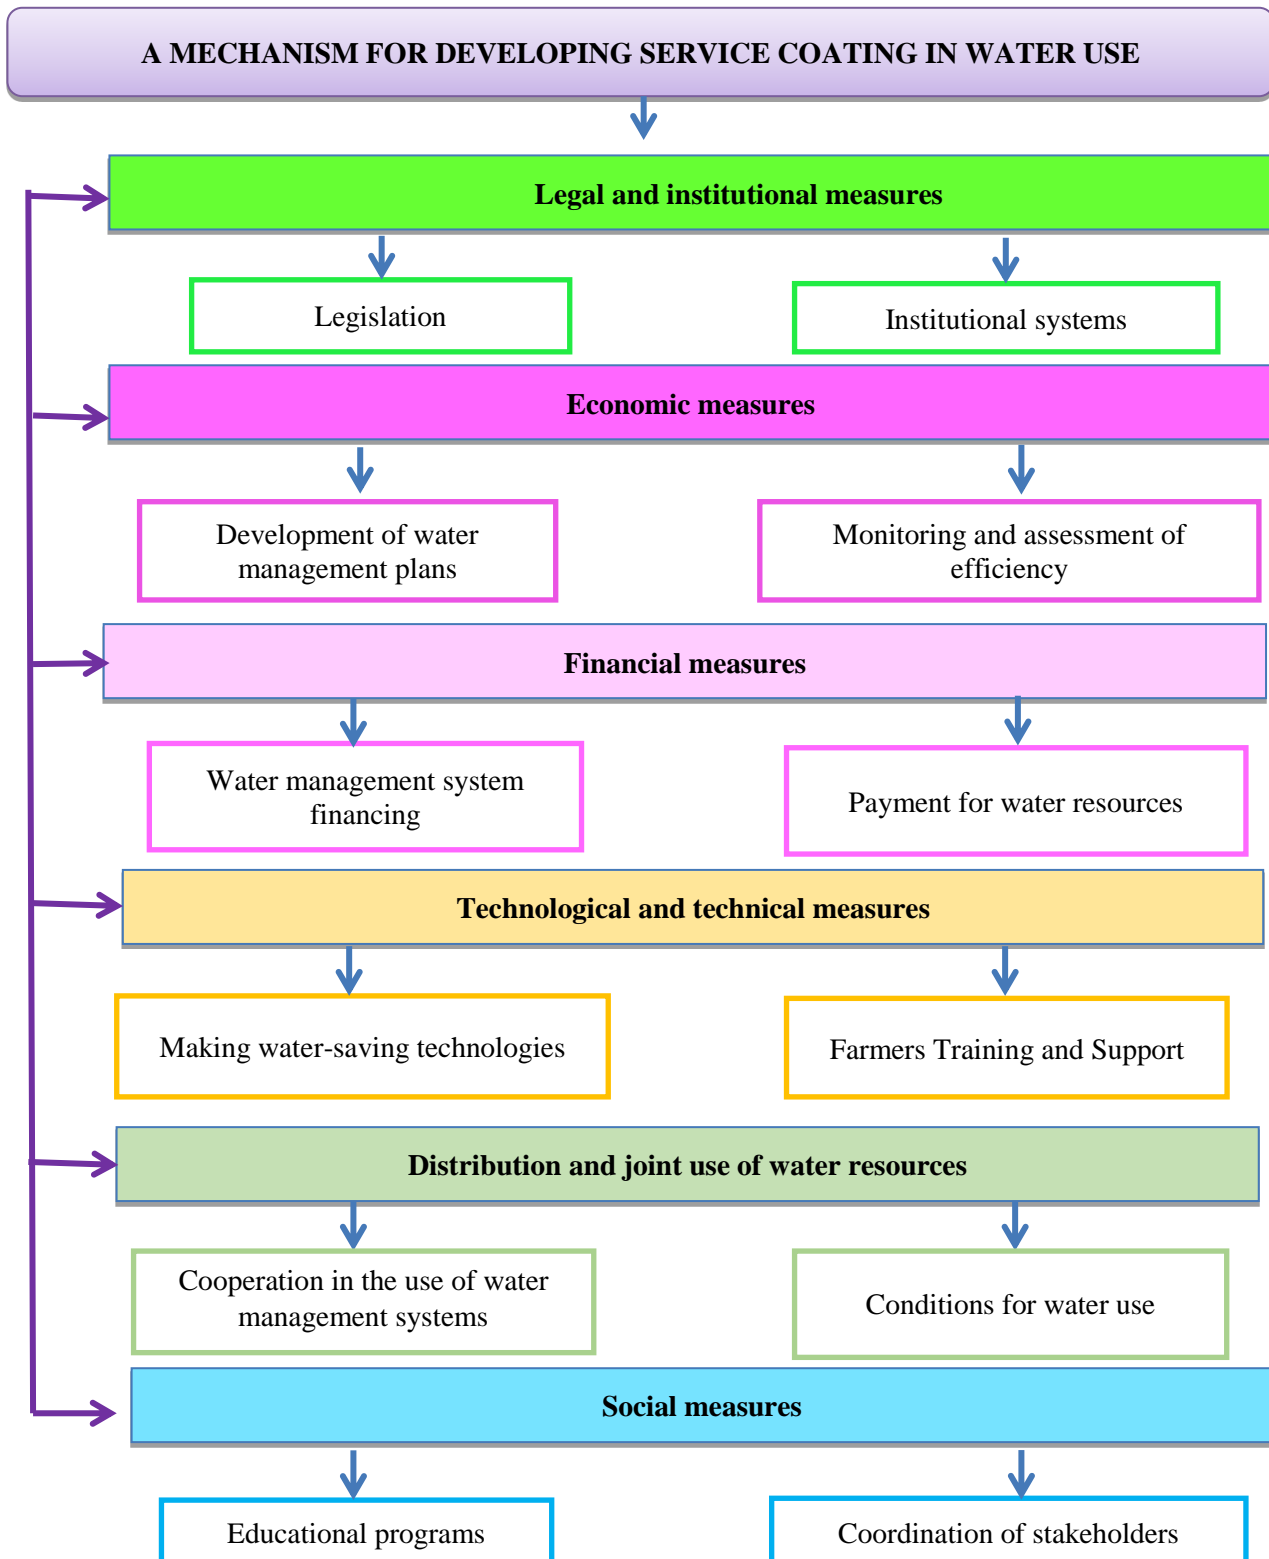 A MECHANISM FOR DEVELOPING SERVICE COATING IN WATER USE
Legal and institutional measures
Legislation
Institutional systems
Economic measures
Development of water
management plans
Monitoring and assessment of
efficiency
Financial measures
Water management system
financing
Payment for water resources
Technological and technical measures
Making water-saving technologies
Farmers Training and Support
Distribution and joint use of water resources
Cooperation in the use of water
management systems
Conditions for water use
Social measures
Educational programs
Coordination of stakeholders